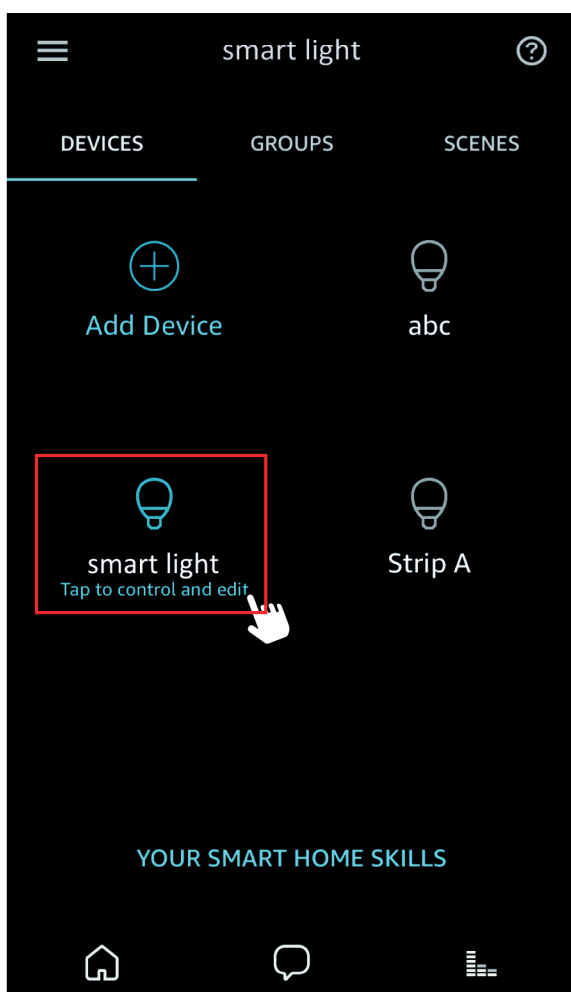 smart light
DEVICES GROUPS SCENES
Add Device
abc
smart light
Tap to control and edit
Strip A
YOUR SMART HOME SKILLS